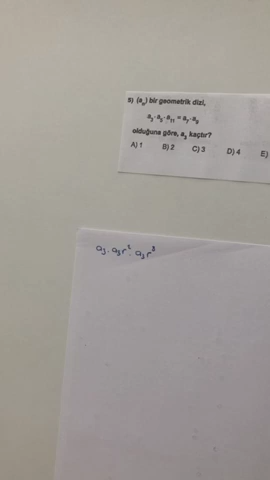 5) (aₙ) bir geometrik dizi,
a₃ · a₅ · a₁₁ = a₇ · a₉
olduğuna göre, a₃ kaçtır?
A) 1 B) 2 C) 3 D) 4 E)
a₃ . a₃r² . a₃r⁸